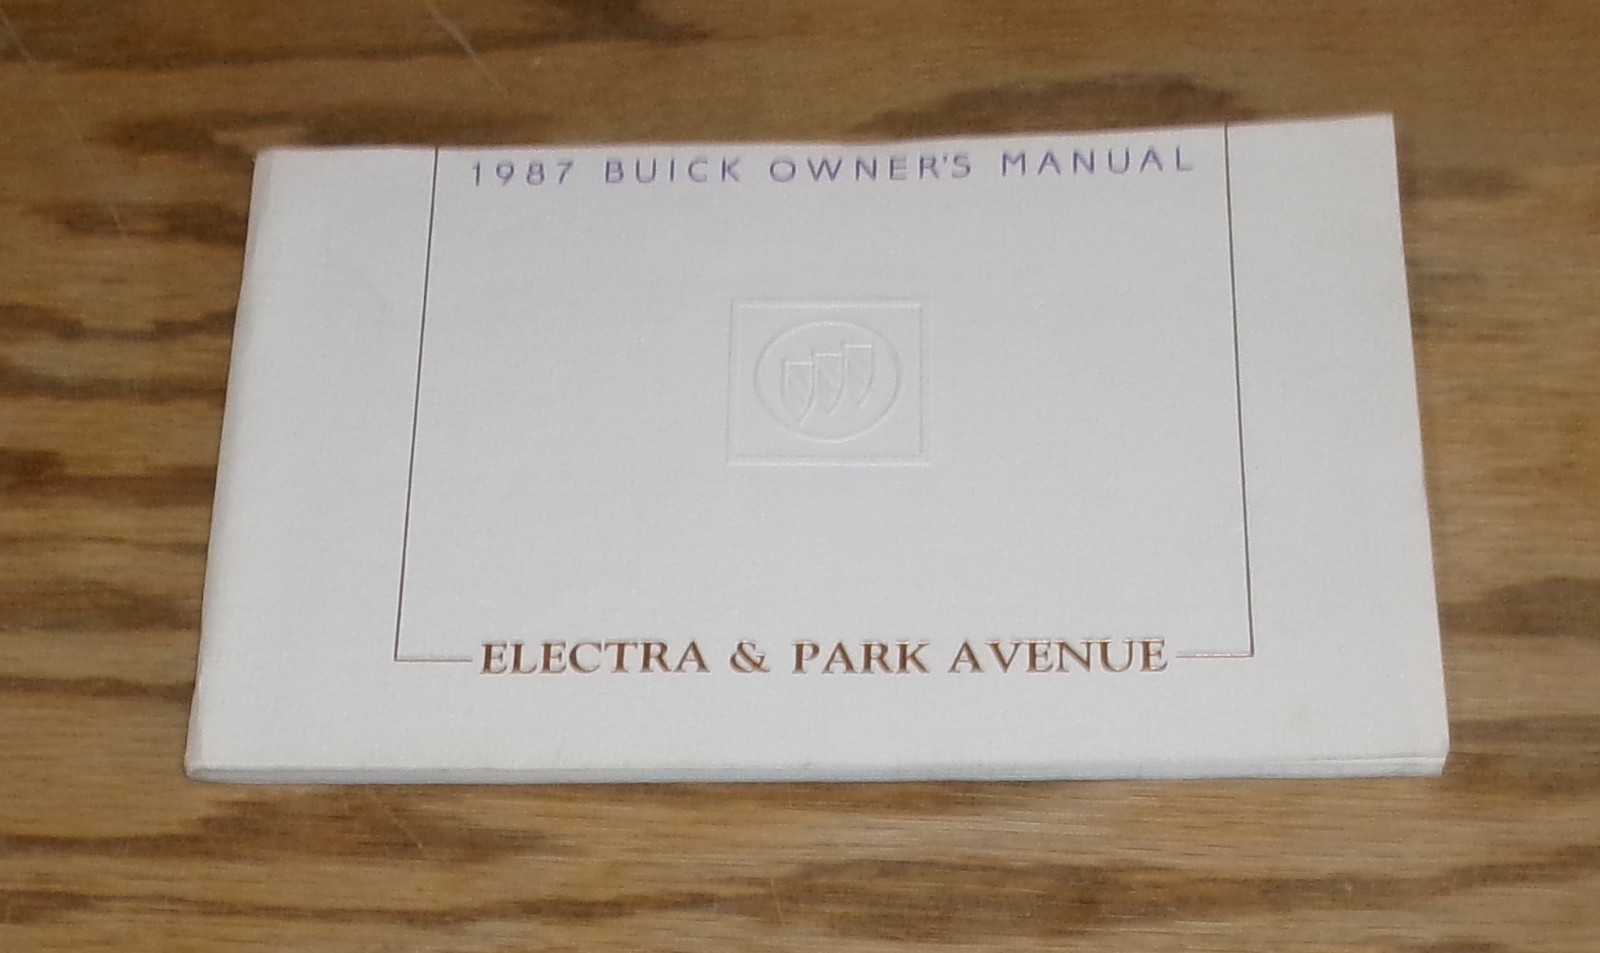 1987 BUICK OWNER'S MANUAL
ELECTRA & PARK AVENUE